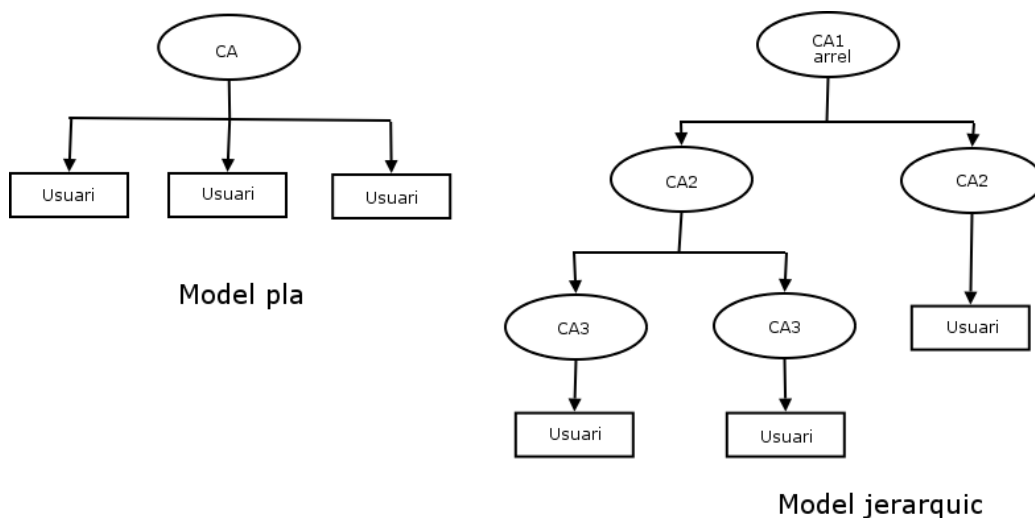 CA
Usuari
Usuari
Usuari
Model pla
CA1
arrel
CA2
CA2
CA3
CA3
Usuari
Usuari
Usuari
Model jerarquic